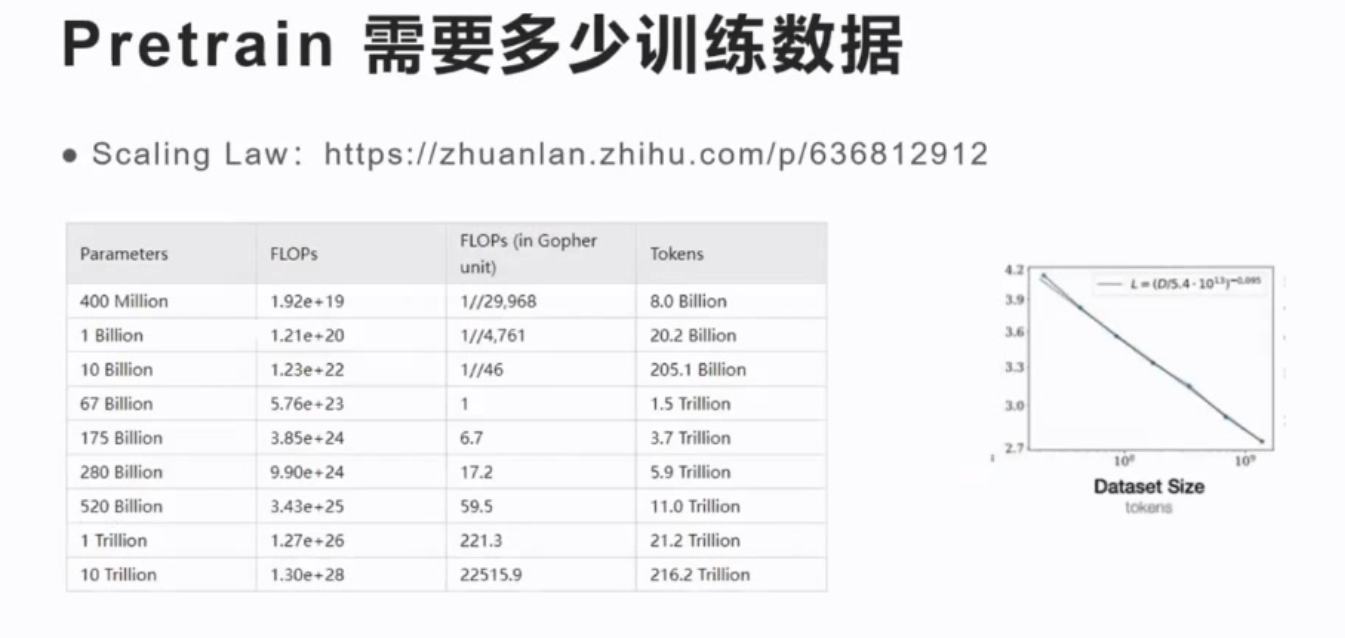 Pretrain 需要多少训练数据
● Scaling Law：https://zhuanlan.zhihu.com/p/636812912
Parameters FLOPs FLOPs (in Gopher unit) Tokens
400 Million 1.92e+19 1//29,968 8.0 Billion
1 Billion 1.21e+20 1//4,761 20.2 Billion
10 Billion 1.23e+22 1//46 205.1 Billion
67 Billion 5.76e+23 1 1.5 Trillion
175 Billion 3.85e+24 6.7 3.7 Trillion
280 Billion 9.90e+24 17.2 5.9 Trillion
520 Billion 3.43e+25 59.5 11.0 Trillion
1 Trillion 1.27e+26 221.3 21.2 Trillion
10 Trillion 1.30e+28 22515.9 216.2 Trillion
L = (D/5.4 · 10¹³)⁻⁰·⁰⁹⁵
4.2
3.9
3.6
3.3
3.0
2.7
10⁸ 10⁹
Dataset Size
tokens